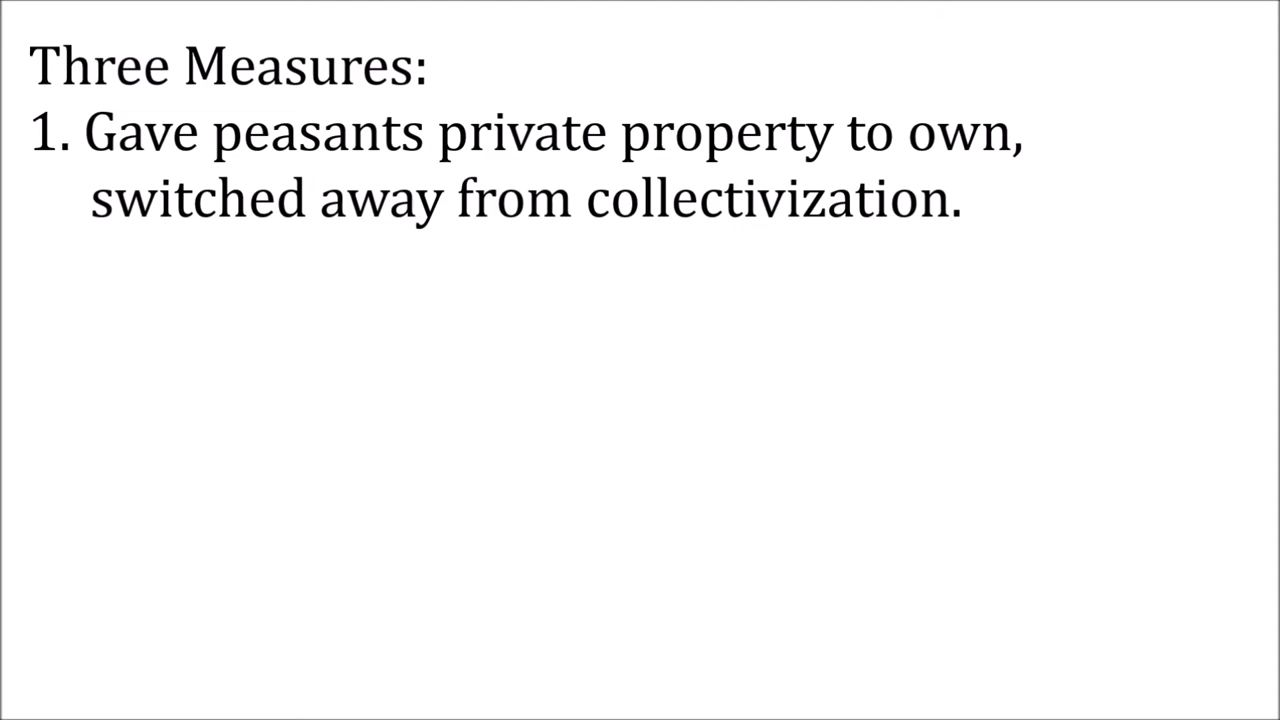 Three Measures:
1. Gave peasants private property to own,
switched away from collectivization.